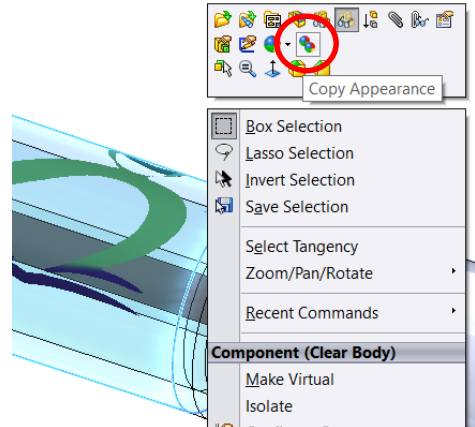 Copy Appearance
Box Selection
Lasso Selection
Invert Selection
Save Selection
Select Tangency
Zoom/Pan/Rotate
Recent Commands
Component (Clear Body)
Make Virtual
Isolate